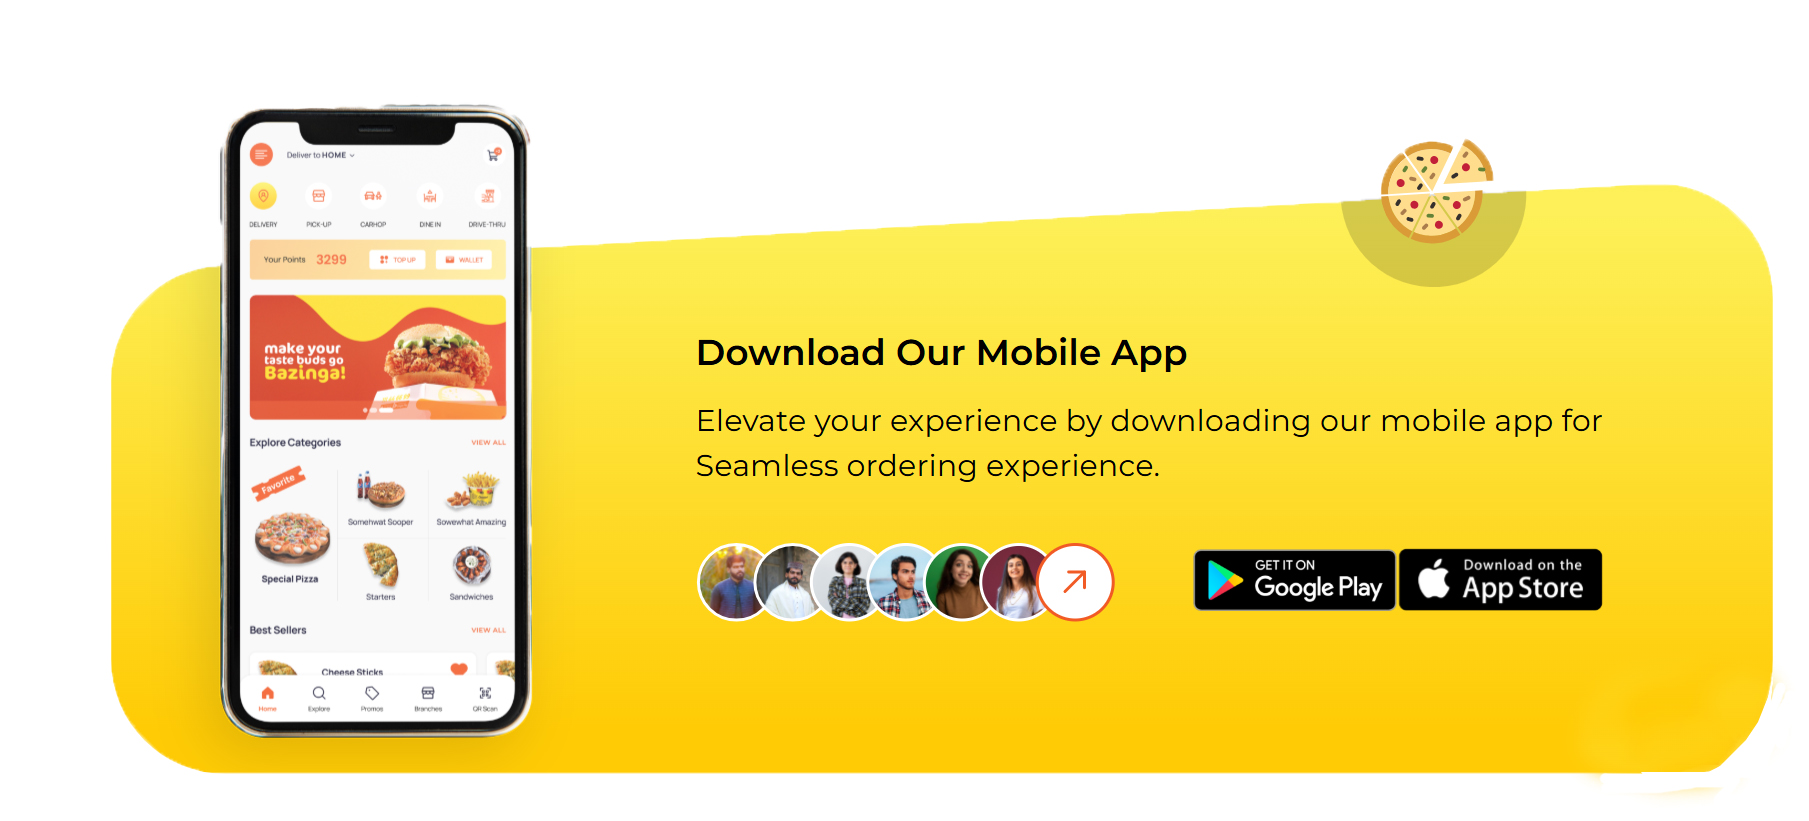 Deliver to HOME
DELIVERY
PICK-UP
CARHOP
DINE IN
DRIVE-THRU
Your Points 3299
TOP UP
WALLET
make your
taste buds go
Bazinga!
Explore Categories
VIEW ALL
Favorite
Special Pizza
Somehwat Sooper
Sowewhat Amazing
Starters
Sandwiches
Best Sellers
VIEW ALL
Cheese Sticks
Home
Explore
Promos
Branches
QR Scan
Download Our Mobile App
Elevate your experience by downloading our mobile app for
Seamless ordering experience.
GET IT ON
Google Play
Download on the
App Store